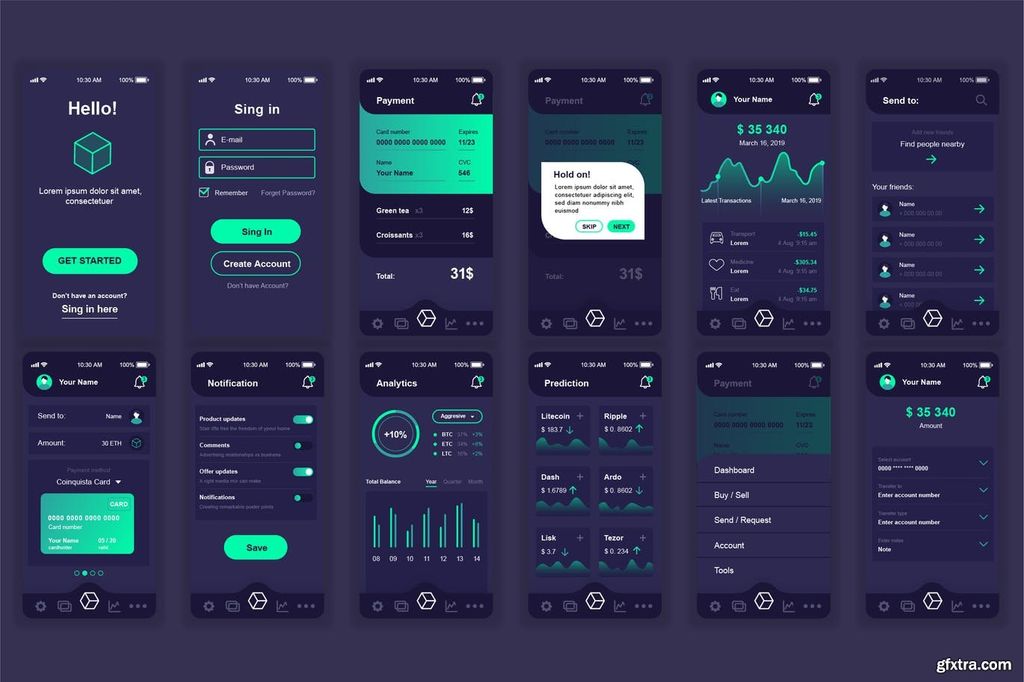 10:30 AM 100%
Hello!
Lorem ipsum dolor sit amet,
consectetuer
GET STARTED
Don't have an account?
Sing in here
10:30 AM 100%
Sing in
E-mail
Password
Remember Forget Password?
Sing In
Create Account
Don't have Account?
10:30 AM 100%
Payment
Card number Expires
0000 0000 0000 0000 11/23
Name CVC
Your Name 546
Green tea x3 12$
Croissants x3 16$
Total: 31$
10:30 AM 100%
Payment
Card number Expires
0000 0000 0000 0000 11/23
Hold on!
Lorem ipsum dolor sit amet,
consectetuer adipiscing elit,
sed diam nonummy nibh
euismod
SKIP NEXT
Total: 31$
10:30 AM 100%
Your Name
$ 35 340
March 16, 2019
Latest Transactions March 16, 2019
Transport -$15.45
Lorem 4 Aug 9:15 am
Medicine -$305.34
Lorem 4 Aug 9:15 am
Eat -$34.75
Lorem 4 Aug 9:15 am
10:30 AM 100%
Send to:
Add new friends
Find people nearby
Your friends:
Name
+ 000 000 00 00
Name
+ 000 000 00 00
Name
+ 000 000 00 00
Name
+ 000 000 00 00
10:30 AM 100%
Your Name
Send to: Name
Amount: 30 ETH
Payment method
Coinquista Card
CARD
0000 0000 0000 0000
Card number
Your Name 05 / 20
cardholder valid
10:30 AM 100%
Notification
Product updates
Comments
Advertising relationships vs business
Offer updates
A right media mix can make
Notifications
Creating remarkable poster prints
Save
10:30 AM 100%
Analytics
+10%
Aggresive
BTC
ETC
LTC
Total Balance Year Quarter Month
08 09 10 11 12 13 14
10:30 AM 100%
Prediction
Litecoin Ripple
$ 183.7 $ 0. 8602
Dash Ardo
$ 1.6789 $ 0. 8602
Lisk Tezor
$ 3.7 $ 0. 234
10:30 AM 100%
Payment
Card number Expires
0000 0000 0000 0000 11/23
Name CVC
Dashboard
Buy / Sell
Send / Request
Account
Tools
10:30 AM 100%
Your Name
$ 35 340
Amount
Select account
0000 **** **** 0000
Transfer to
Enter account number
Transfer type
Enter account number
Enter notes
Note
gfxtra.com